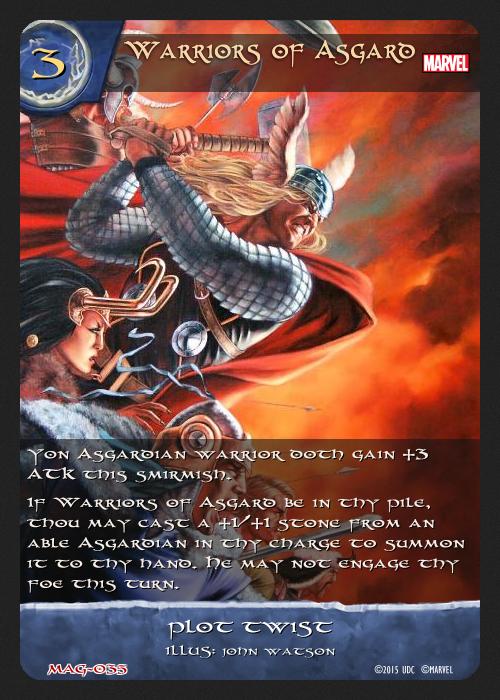 3
Warriors of Asgard
MARVEL
Yon Asgardian warrior doth gain +3
ATK this smirmish.
If Warriors of Asgard be in thy pile,
thou may cast a +1/+1 stone from an
able Asgardian in thy charge to summon
it to thy hand. He may not engage thy
foe this turn.
plot twist
illus: john watson
MAG-035
©2015 UDC ©MARVEL